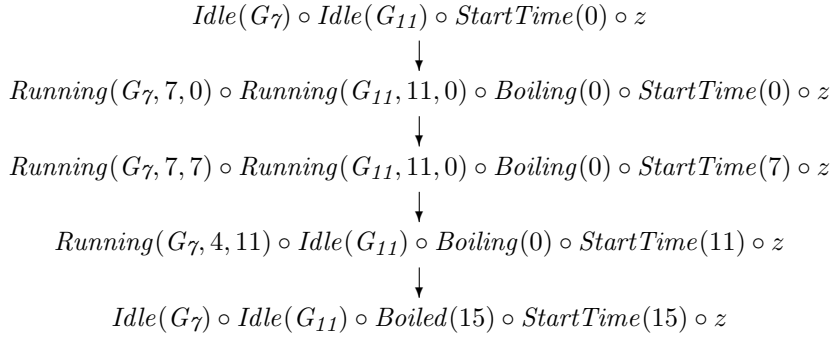 Idle(G₇) ∘ Idle(G₁₁) ∘ StartTime(0) ∘ z
Running(G₇, 7, 0) ∘ Running(G₁₁, 11, 0) ∘ Boiling(0) ∘ StartTime(0) ∘ z
Running(G₇, 7, 7) ∘ Running(G₁₁, 11, 0) ∘ Boiling(0) ∘ StartTime(7) ∘ z
Running(G₇, 4, 11) ∘ Idle(G₁₁) ∘ Boiling(0) ∘ StartTime(11) ∘ z
Idle(G₇) ∘ Idle(G₁₁) ∘ Boiled(15) ∘ StartTime(15) ∘ z